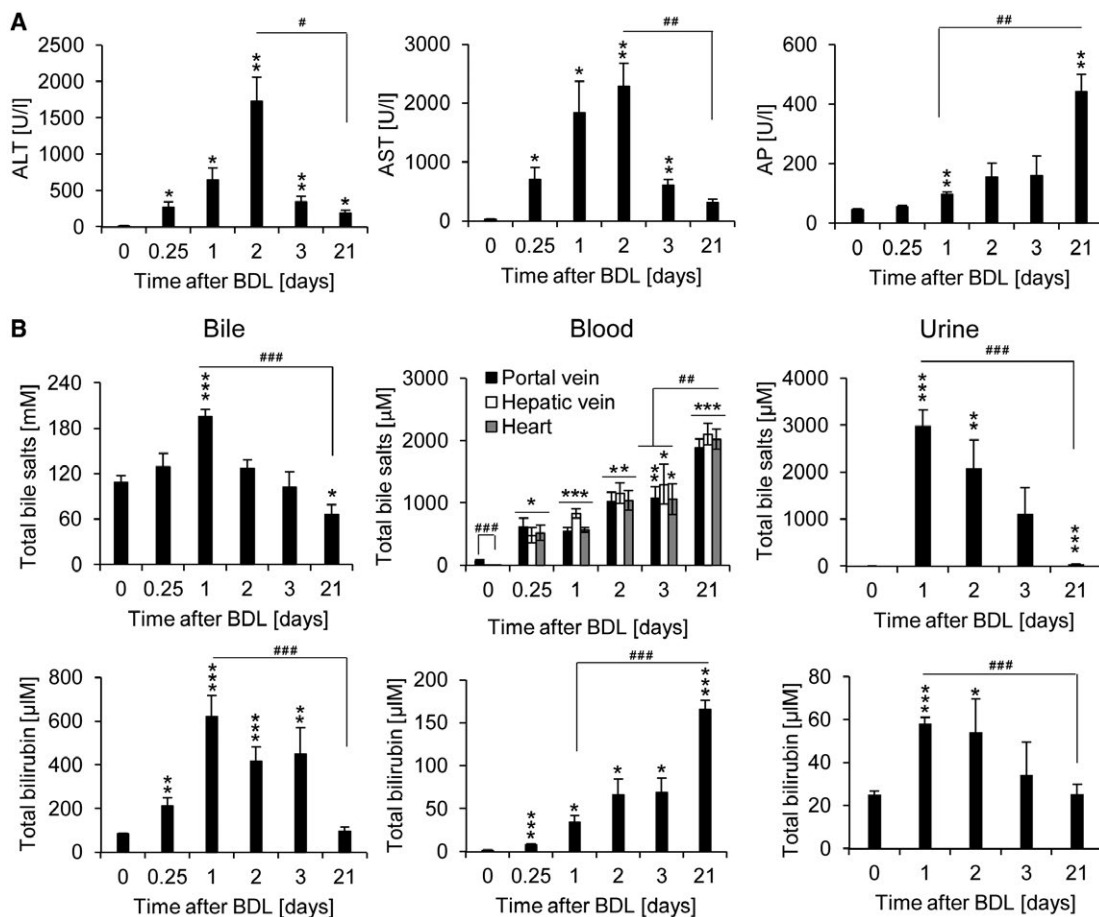 A
ALT [U/l]
2500
2000
1500
1000
500
0
#
*
*
**
**
*
0 0.25 1 2 3 21
Time after BDL [days]
AST [U/l]
3000
2000
1000
0
##
*
*
**
**
0 0.25 1 2 3 21
Time after BDL [days]
AP [U/l]
600
400
200
0
##
**
**
0 0.25 1 2 3 21
Time after BDL [days]
B
Bile
Total bile salts [mM]
240
180
120
60
0
###
***
*
0 0.25 1 2 3 21
Time after BDL [days]
Blood
Total bile salts [µM]
3000
2000
1000
0
Portal vein
Hepatic vein
Heart
##
###
*
***
**
**
*
*
***
0 0.25 1 2 3 21
Time after BDL [days]
Urine
Total bile salts [µM]
4000
3000
2000
1000
0
###
***
**
***
0 1 2 3 21
Time after BDL [days]
Total bilirubin [µlM]
800
600
400
200
0
###
**
***
***
**
0 0.25 1 2 3 21
Time after BDL [days]
Total bilirubin [µlM]
200
150
100
50
0
###
***
*
*
*
***
0 0.25 1 2 3 21
Time after BDL [days]
Total bilirubin [µlM]
80
60
40
20
0
###
***
*
0 1 2 3 21
Time after BDL [days]